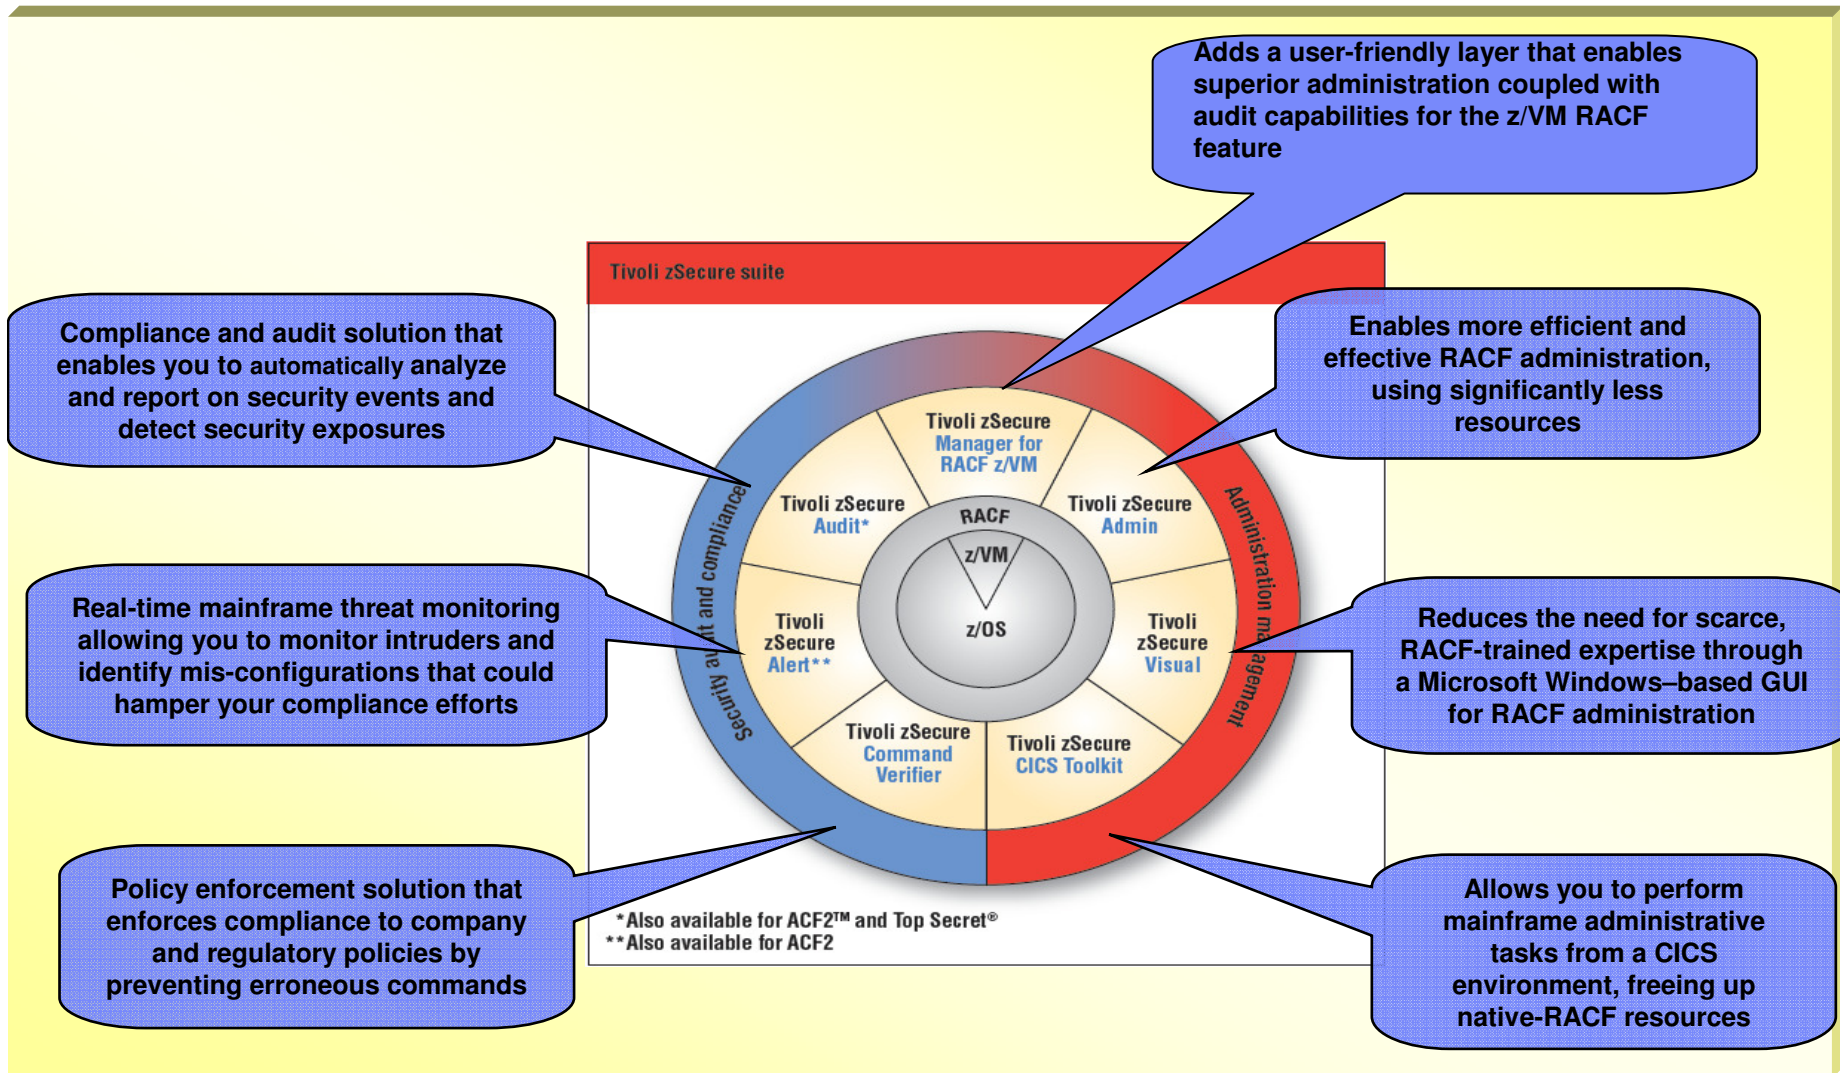 Adds a user-friendly layer that enables
superior administration coupled with
audit capabilities for the z/VM RACF
feature
Tivoli zSecure suite
Compliance and audit solution that
enables you to automatically analyze
and report on security events and
detect security exposures
Enables more efficient and
effective RACF administration,
using significantly less
resources
Tivoli zSecure
Manager for
RACF z/VM
Tivoli zSecure
Audit*
Tivoli zSecure
Admin
RACF
z/VM
z/OS
Security audit and compliance
Administration management
Real-time mainframe threat monitoring
allowing you to monitor intruders and
identify mis-configurations that could
hamper your compliance efforts
Tivoli
zSecure
Alert**
Tivoli
zSecure
Visual
Reduces the need for scarce,
RACF-trained expertise through
a Microsoft Windows–based GUI
for RACF administration
Tivoli zSecure
Command
Verifier
Tivoli zSecure
CICS Toolkit
Policy enforcement solution that
enforces compliance to company
and regulatory policies by
preventing erroneous commands
*Also available for ACF2™ and Top Secret®
**Also available for ACF2
Allows you to perform
mainframe administrative
tasks from a CICS
environment, freeing up
native-RACF resources